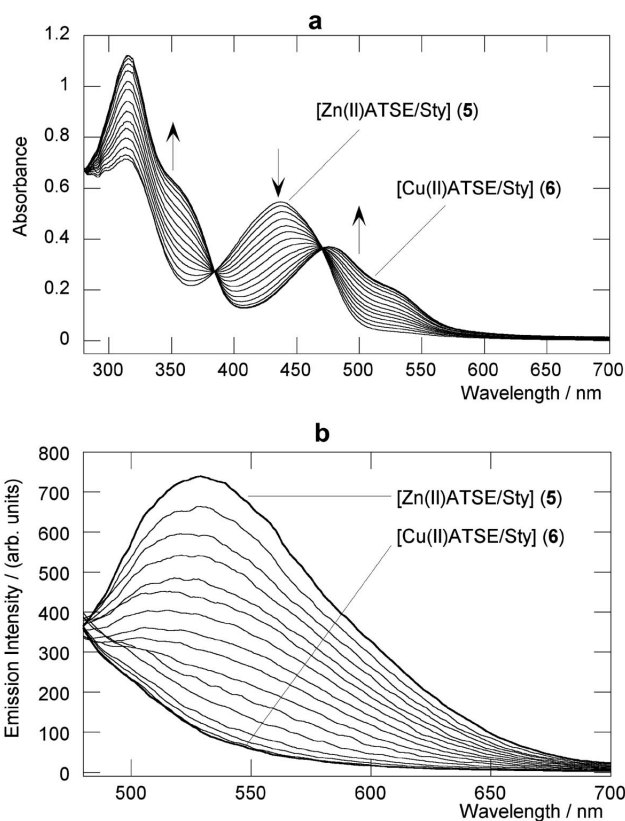 a
1.2
1
0.8
0.6
0.4
0.2
0
Absorbance
[Zn(II)ATSE/Sty] (5)
[Cu(II)ATSE/Sty] (6)
300 350 400 450 500 550 600 650 700
Wavelength / nm
b
800
700
600
500
400
300
200
100
0
Emission Intensity / (arb. units)
[Zn(II)ATSE/Sty] (5)
[Cu(II)ATSE/Sty] (6)
500 550 600 650 700
Wavelength / nm